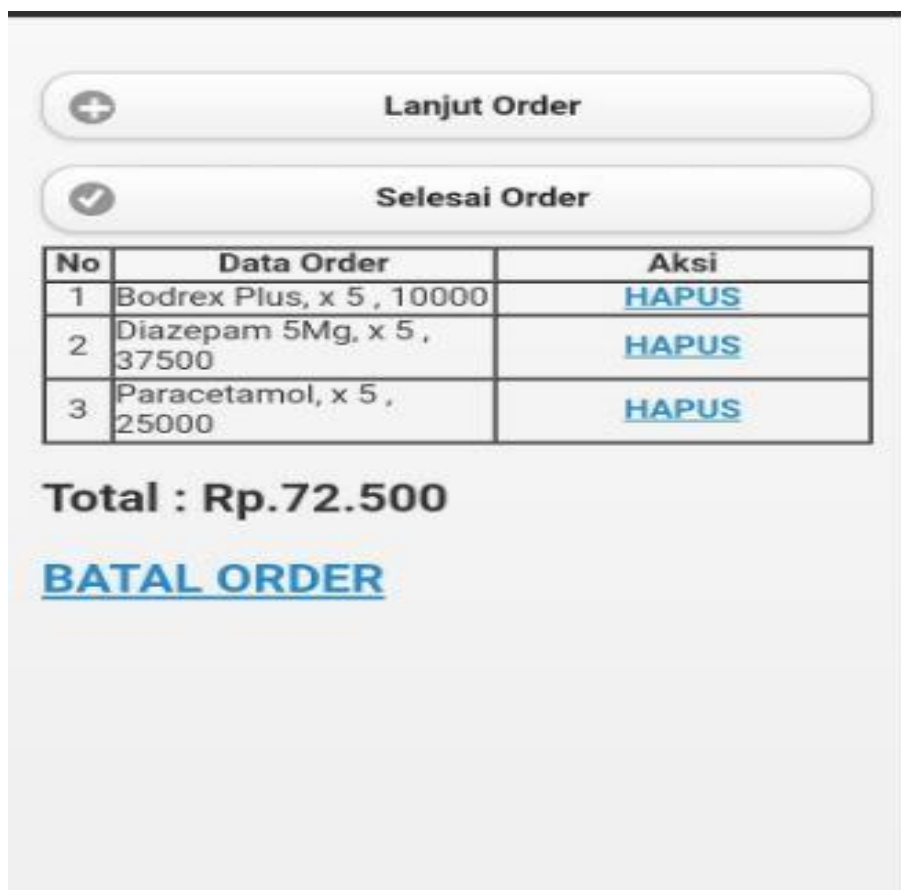 Lanjut Order
Selesai Order
No Data Order Aksi
1 Bodrex Plus, x 5 , 10000 HAPUS
2 Diazepam 5Mg, x 5 ,
37500 HAPUS
3 Paracetamol, x 5 ,
25000 HAPUS
Total : Rp.72.500
BATAL ORDER